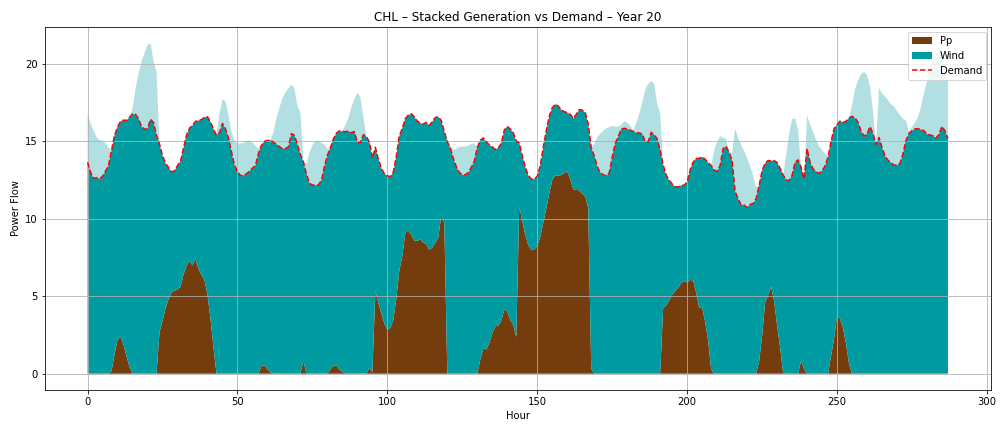 CHL – Stacked Generation vs Demand – Year 20
Pp
Wind
Demand
Power Flow
20
15
10
5
0
0 50 100 150 200 250 300
Hour